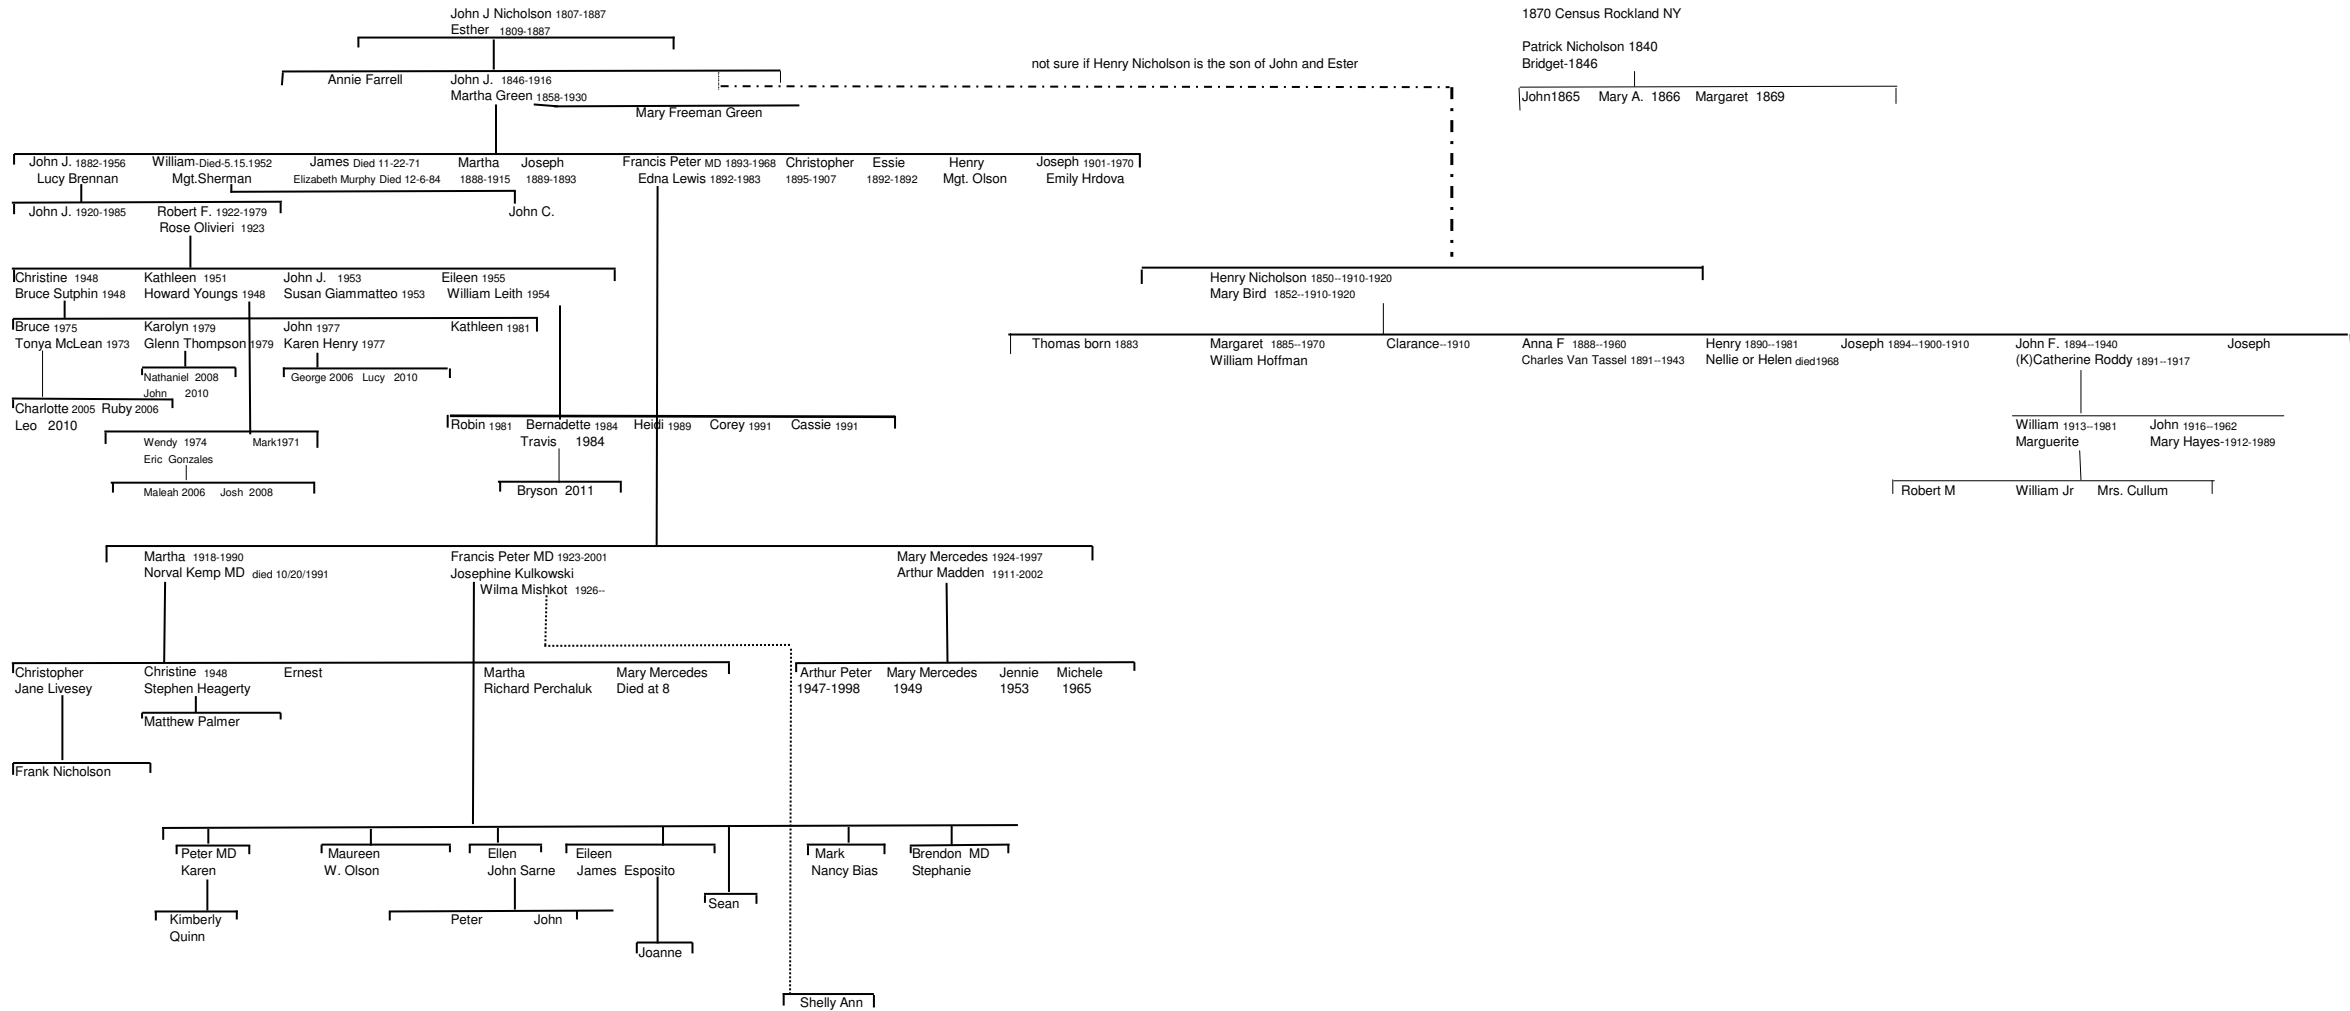 John J Nicholson 1807-1887
Esther 1809-1887
1870 Census Rockland NY
Patrick Nicholson 1840
Bridget-1846
not sure if Henry Nicholson is the son of John and Ester
Annie Farrell John J. 1846-1916
Martha Green 1858-1930
Mary Freeman Green
John1865 Mary A. 1866 Margaret 1869
John J. 1882-1956 William-Died-5.15.1952 James Died 11-22-71 Martha Joseph Francis Peter MD 1893-1968 Christopher Essie Henry Joseph 1901-1970
Lucy Brennan Mgt.Sherman Elizabeth Murphy Died 12-6-84 1888-1915 1889-1893 Edna Lewis 1892-1983 1895-1907 1892-1892 Mgt. Olson Emily Hrdova
John J. 1920-1985 Robert F. 1922-1979 John C.
Rose Olivieri 1923
Christine 1948 Kathleen 1951 John J. 1953 Eileen 1955 Henry Nicholson 1850--1910-1920
Bruce Sutphin 1948 Howard Youngs 1948 Susan Giammatteo 1953 William Leith 1954 Mary Bird 1852--1910-1920
Bruce 1975 Karolyn 1979 John 1977 Kathleen 1981
Tonya McLean 1973 Glenn Thompson 1979 Karen Henry 1977
Thomas born 1883 Margaret 1885--1970 Clarance--1910 Anna F 1888--1960 Henry 1890--1981 Joseph 1894--1900-1910 John F. 1894--1940 Joseph
William Hoffman Charles Van Tassel 1891--1943 Nellie or Helen died1968 (K)Catherine Roddy 1891--1917
Nathaniel 2008 George 2006 Lucy 2010
John 2010
Charlotte 2005 Ruby 2006
Leo 2010
Robin 1981 Bernadette 1984 Heidi 1989 Corey 1991 Cassie 1991
Travis 1984
William 1913--1981 John 1916--1962
Marguerite Mary Hayes-1912-1989
Wendy 1974 Mark1971
Eric Gonzales
Maleah 2006 Josh 2008 Bryson 2011
Robert M William Jr Mrs. Cullum
Martha 1918-1990 Francis Peter MD 1923-2001 Mary Mercedes 1924-1997
Norval Kemp MD died 10/20/1991 Josephine Kulkowski Arthur Madden 1911-2002
Wilma Mishkot 1926--
Christopher Christine 1948 Ernest Martha Mary Mercedes Arthur Peter Mary Mercedes Jennie Michele
Jane Livesey Stephen Heagerty Richard Perchaluk Died at 8 1947-1998 1949 1953 1965
Matthew Palmer
Frank Nicholson
Peter MD Maureen Ellen Eileen Mark Brendon MD
Karen W. Olson John Sarne James Esposito Nancy Bias Stephanie
Sean
Kimberly Peter John
Quinn
Joanne
Shelly Ann